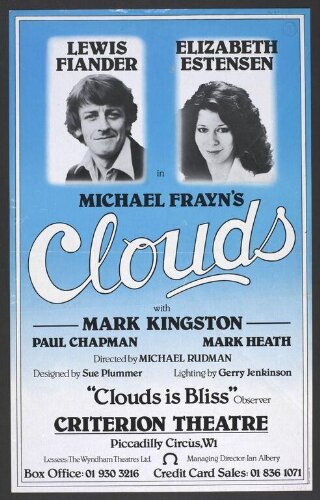 LEWIS FIANDER
ELIZABETH ESTENSEN
in
MICHAEL FRAYN'S
Clouds
with
MARK KINGSTON
PAUL CHAPMAN MARK HEATH
Directed by MICHAEL RUDMAN
Designed by Sue Plummer Lighting by Gerry Jenkinson
"Clouds is Bliss" Observer
CRITERION THEATRE
Piccadilly Circus, W1
Lessees: The Wyndham Theatres Ltd. Managing Director: Ian Albery
Box Office: 01 930 3216 Credit Card Sales: 01 836 1071